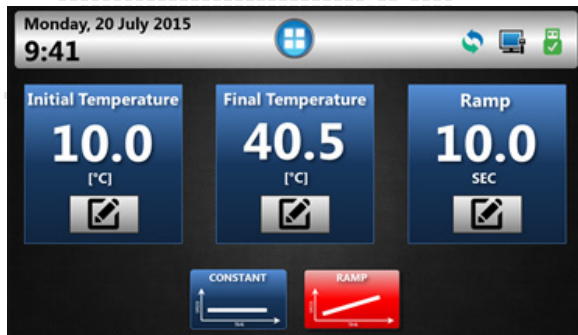 Monday, 20 July 2015
9:41
Initial Temperature
10.0
[°C]
Final Temperature
40.5
[°C]
Ramp
10.0
SEC
CONSTANT
RAMP